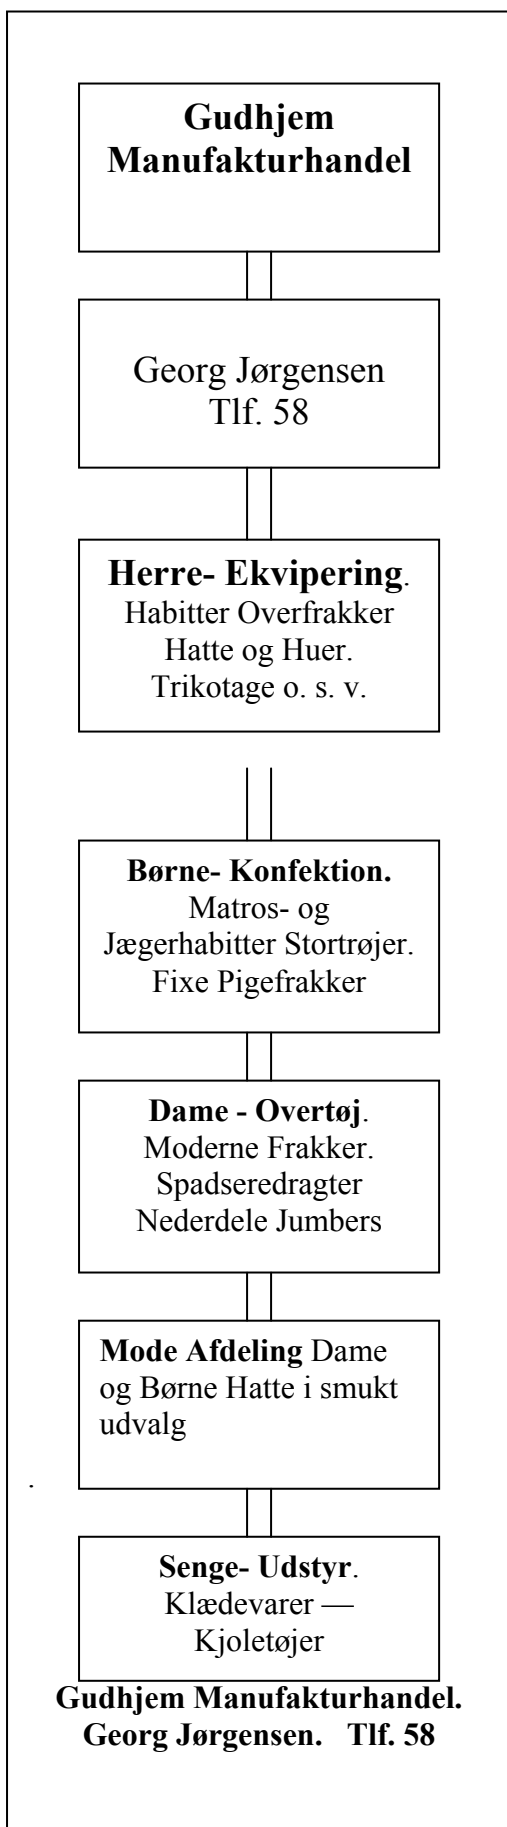 Gudhjem
Manufakturhandel
Georg Jørgensen
Tlf. 58
Herre- Ekvipering.
Habitter Overfrakker
Hatte og Huer.
Trikotage o. s. v.
Børne- Konfektion.
Matros- og
Jægerhabitter Stortrøjer.
Fixe Pigefrakker
Dame - Overtøj.
Moderne Frakker.
Spadseredragter
Nederdele Jumbers
Mode Afdeling Dame
og Børne Hatte i smukt
udvalg
.
Senge- Udstyr.
Klædevarer —
Kjoletøjer
Gudhjem Manufakturhandel.
Georg Jørgensen. Tlf. 58